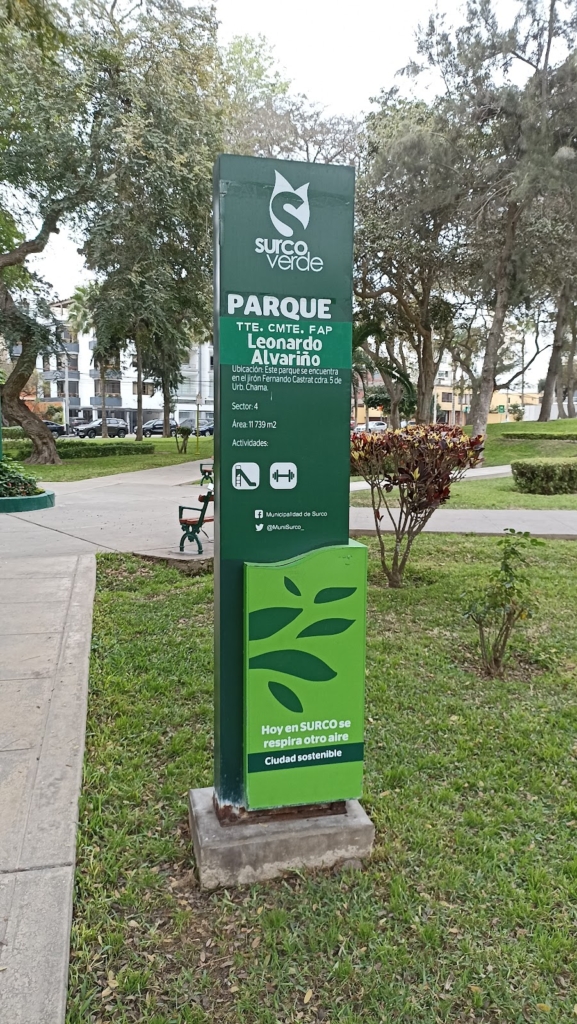 surco
verde
PARQUE
TTE. CMTE. FAP
Leonardo
Alvariño
Ubicación: Este parque se encuentra
en el jirón Fernando Castrat cdra. 5 de
Urb. Chama.
Sector: 4
Área: 11 739 m2
Actividades:
Municipalidad de Surco
@MuniSurco_
Hoy en SURCO se
respira otro aire
Ciudad sostenible